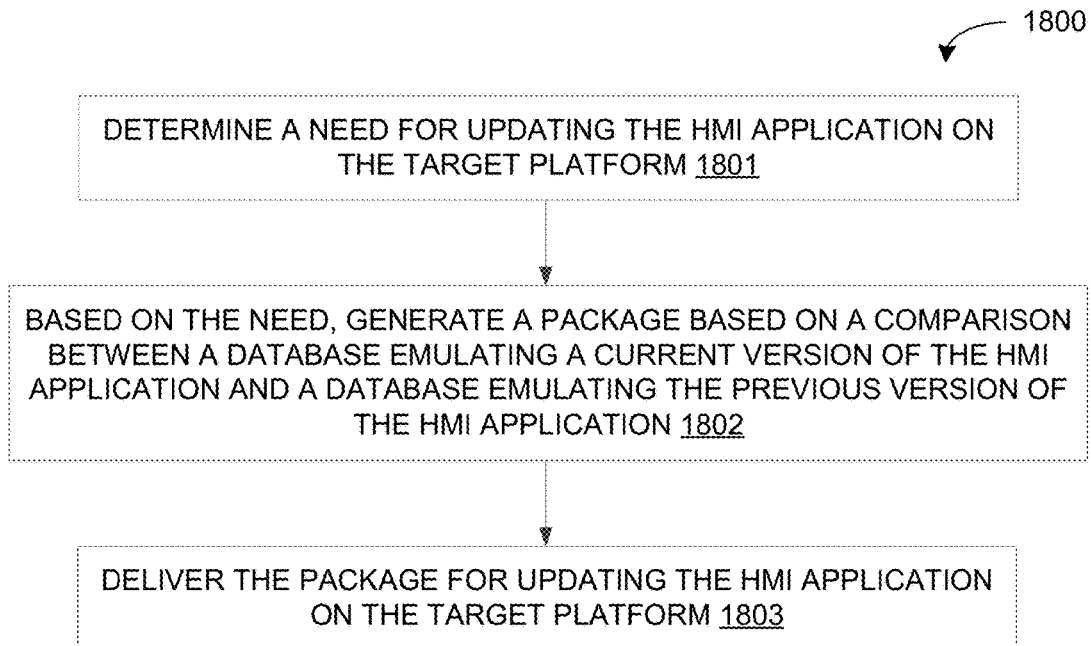 1800
DETERMINE A NEED FOR UPDATING THE HMI APPLICATION ON
THE TARGET PLATFORM 1801
BASED ON THE NEED, GENERATE A PACKAGE BASED ON A COMPARISON
BETWEEN A DATABASE EMULATING A CURRENT VERSION OF THE HMI
APPLICATION AND A DATABASE EMULATING THE PREVIOUS VERSION OF
THE HMI APPLICATION 1802
DELIVER THE PACKAGE FOR UPDATING THE HMI APPLICATION
ON THE TARGET PLATFORM 1803